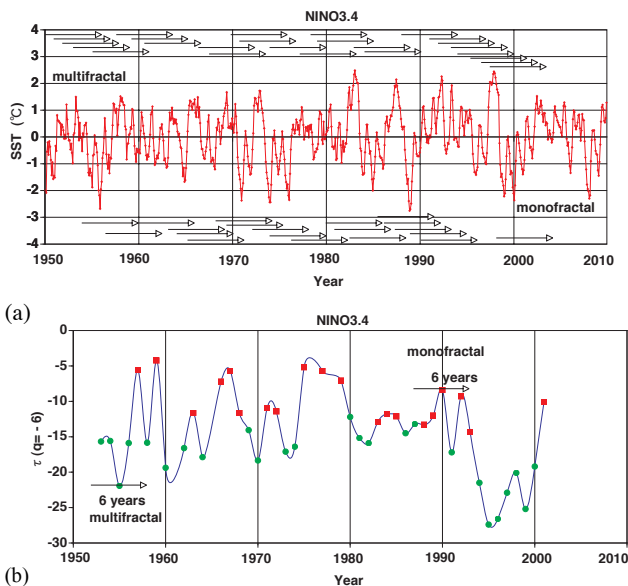 NINO3.4
4
3
2
1
0
-1
-2
-3
-4
SST (℃)
multifractal
monofractal
1950 1960 1970 1980 1990 2000 2010
Year
(a)
NINO3.4
0
-5
-10
-15
-20
-25
-30
τ (q= - 6)
monofractal
6 years
6 years
multifractal
1950 1960 1970 1980 1990 2000 2010
Year
(b)